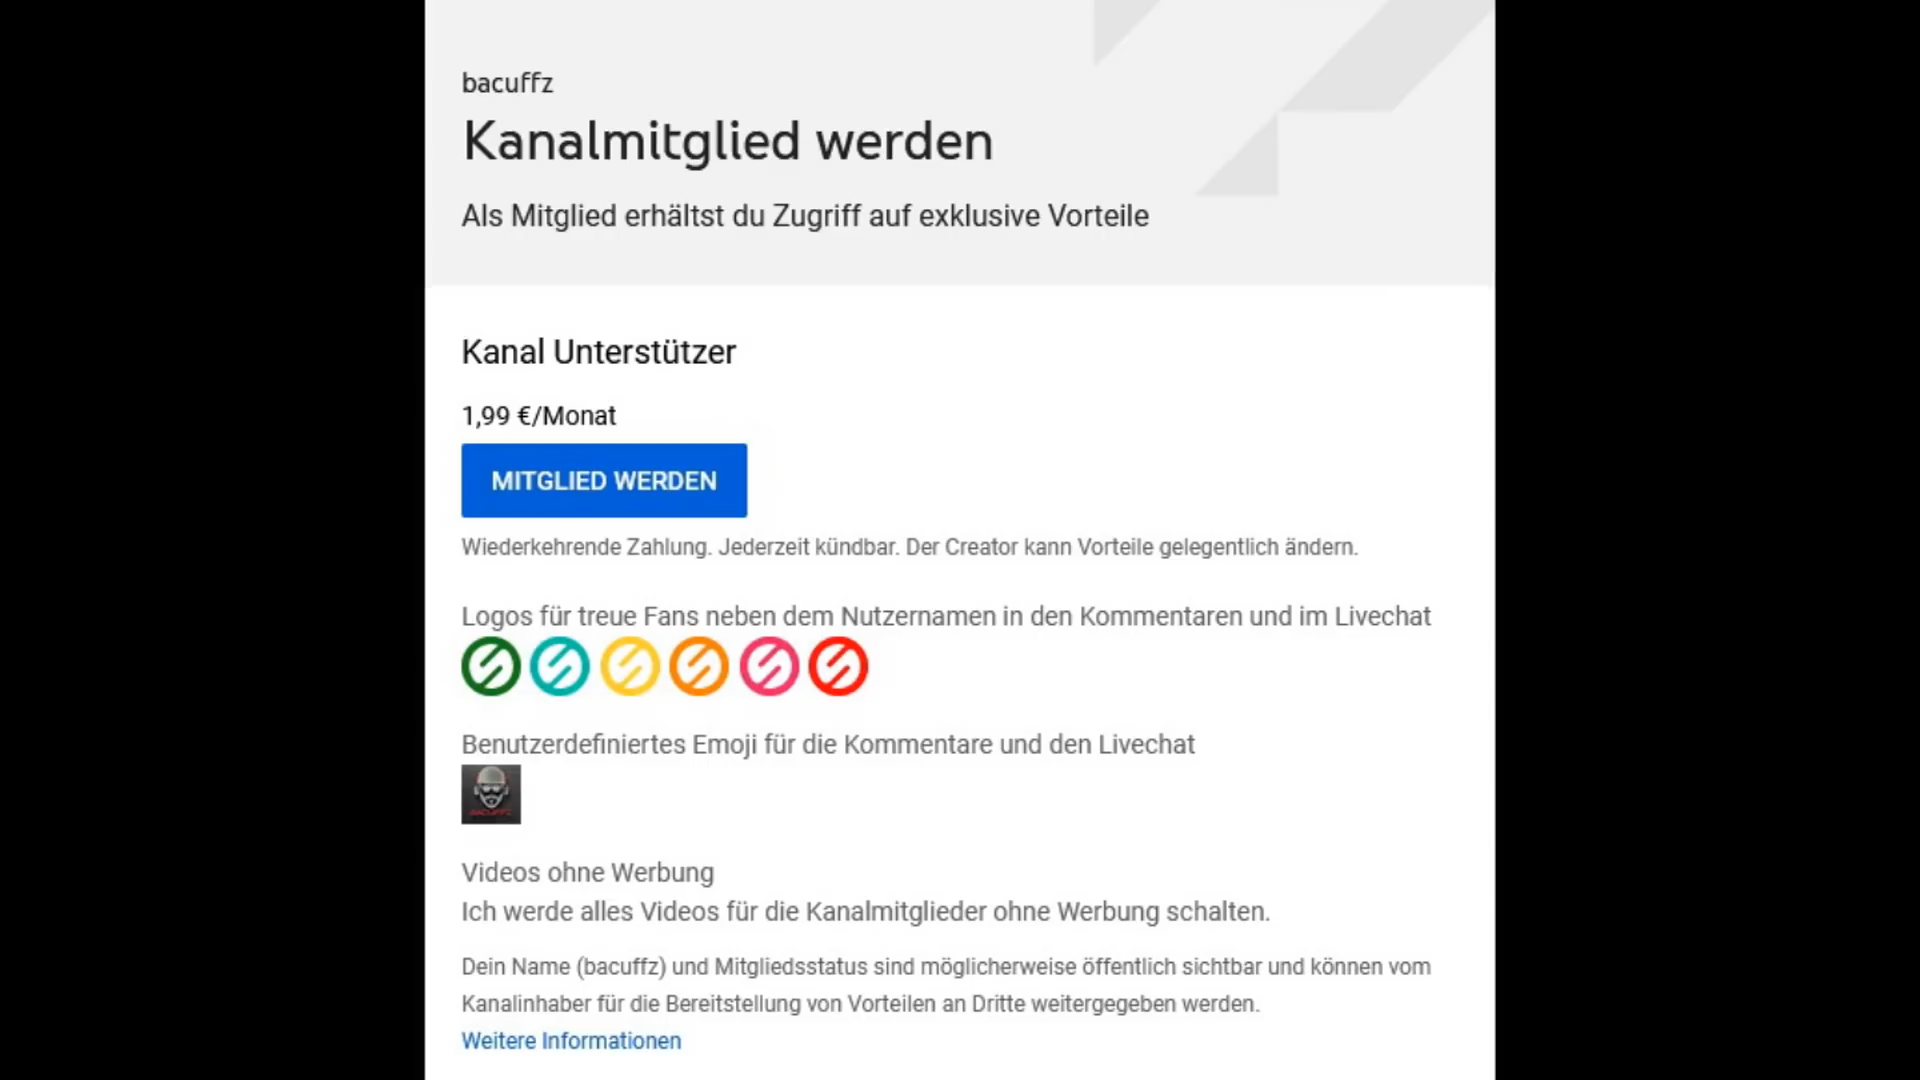 bacuffz
Kanalmitglied werden
Als Mitglied erhältst du Zugriff auf exklusive Vorteile
Kanal Unterstützer
1,99 €/Monat
MITGLIED WERDEN
Wiederkehrende Zahlung. Jederzeit kündbar. Der Creator kann Vorteile gelegentlich ändern.
Logos für treue Fans neben dem Nutzernamen in den Kommentaren und im Livechat
Benutzerdefiniertes Emoji für die Kommentare und den Livechat
BACUFFZ
Videos ohne Werbung
Ich werde alles Videos für die Kanalmitglieder ohne Werbung schalten.
Dein Name (bacuffz) und Mitgliedsstatus sind möglicherweise öffentlich sichtbar und können vom
Kanalinhaber für die Bereitstellung von Vorteilen an Dritte weitergegeben werden.
Weitere Informationen